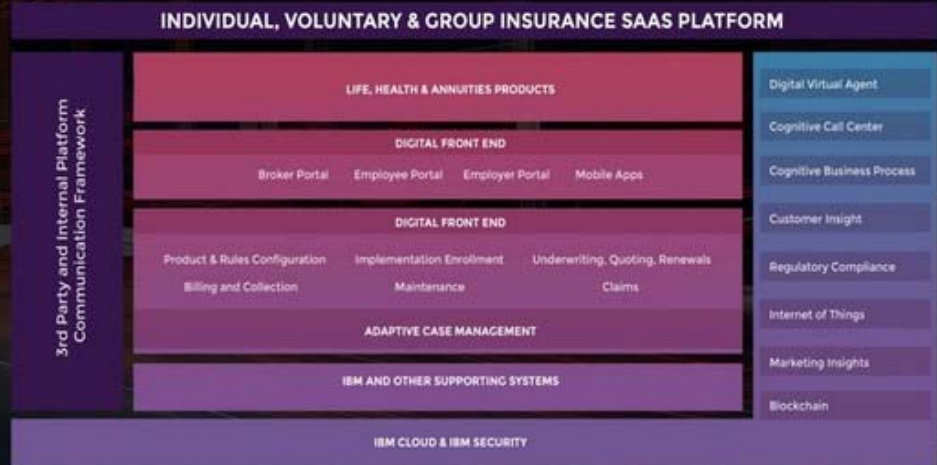 INDIVIDUAL, VOLUNTARY & GROUP INSURANCE SAAS PLATFORM
3rd Party and Internal Platform
Communication Framework
LIFE, HEALTH & ANNUITIES PRODUCTS
DIGITAL FRONT END
Broker Portal Employee Portal Employer Portal Mobile Apps
DIGITAL FRONT END
Product & Rules Configuration Implementation Enrollment Underwriting, Quoting, Renewals
Billing and Collection Maintenance Claims
ADAPTIVE CASE MANAGEMENT
IBM AND OTHER SUPPORTING SYSTEMS
Digital Virtual Agent
Cognitive Call Center
Cognitive Business Process
Customer Insight
Regulatory Compliance
Internet of Things
Marketing Insights
Blockchain
IBM CLOUD & IBM SECURITY